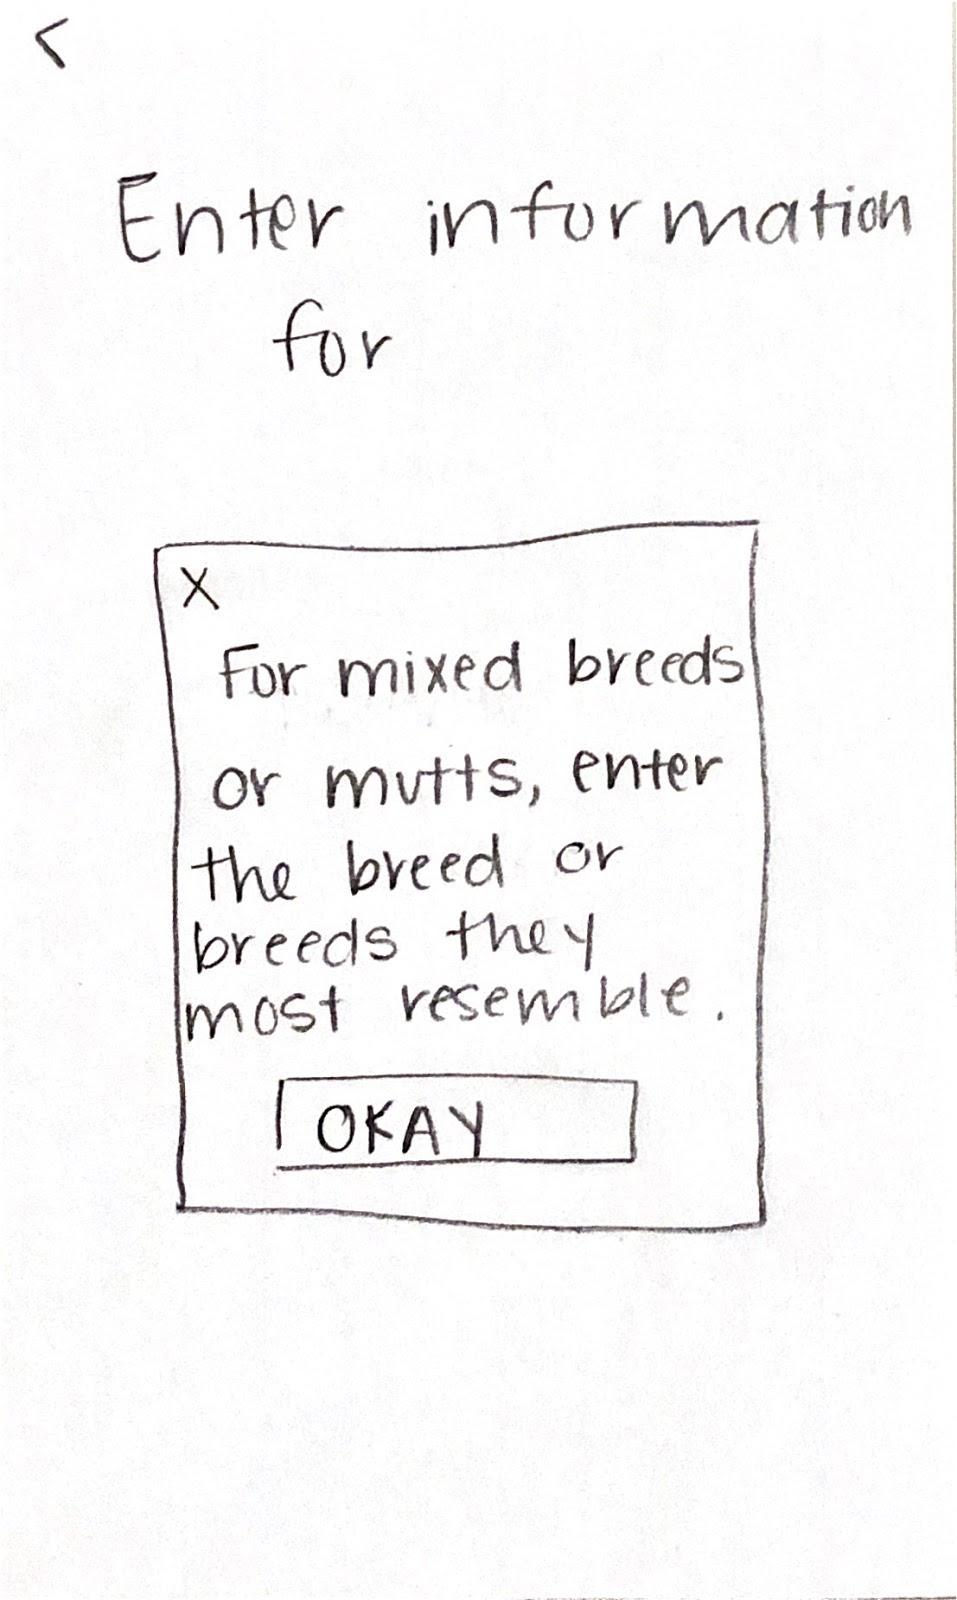 <
Enter information
for
X
For mixed breeds
or mutts, enter
the breed or
breeds they
most resemble.
OKAY